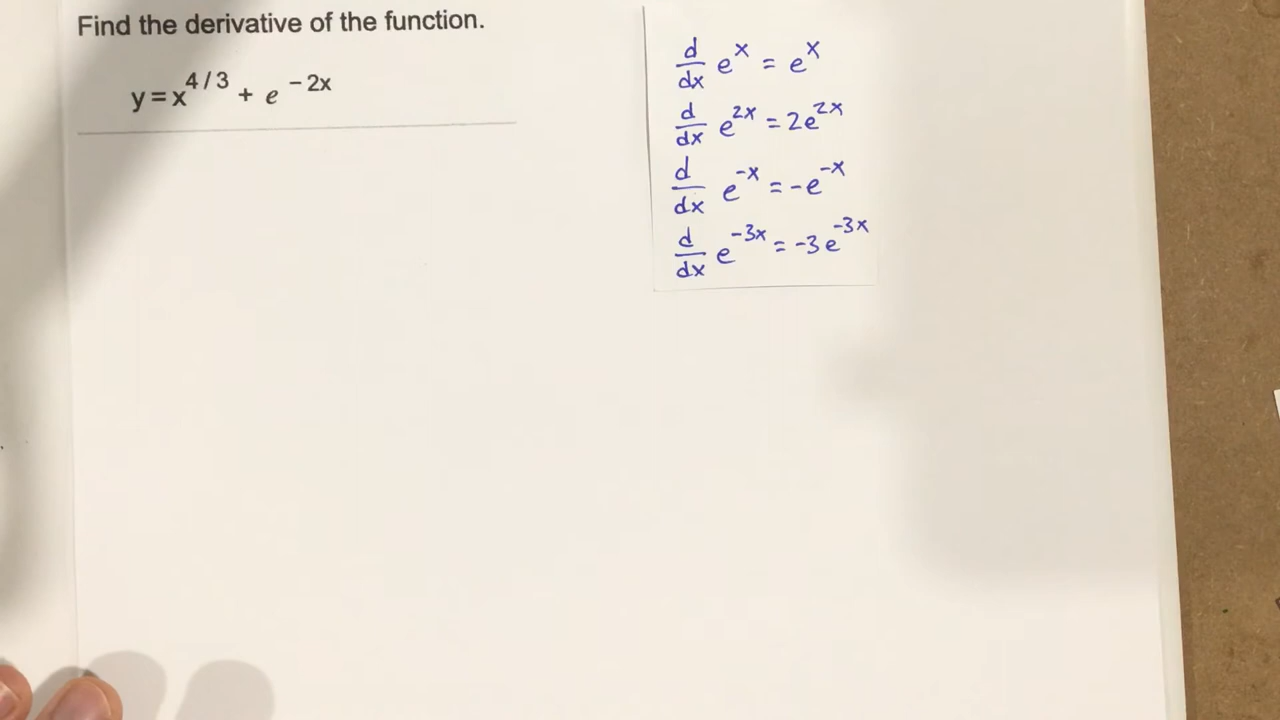 Find the derivative of the function.
y=x^4/3 + e^-2x
d/dx e^x = e^x
d/dx e^2x = 2e^2x
d/dx e^-x = -e^-x
d/dx e^-3x = -3e^-3x